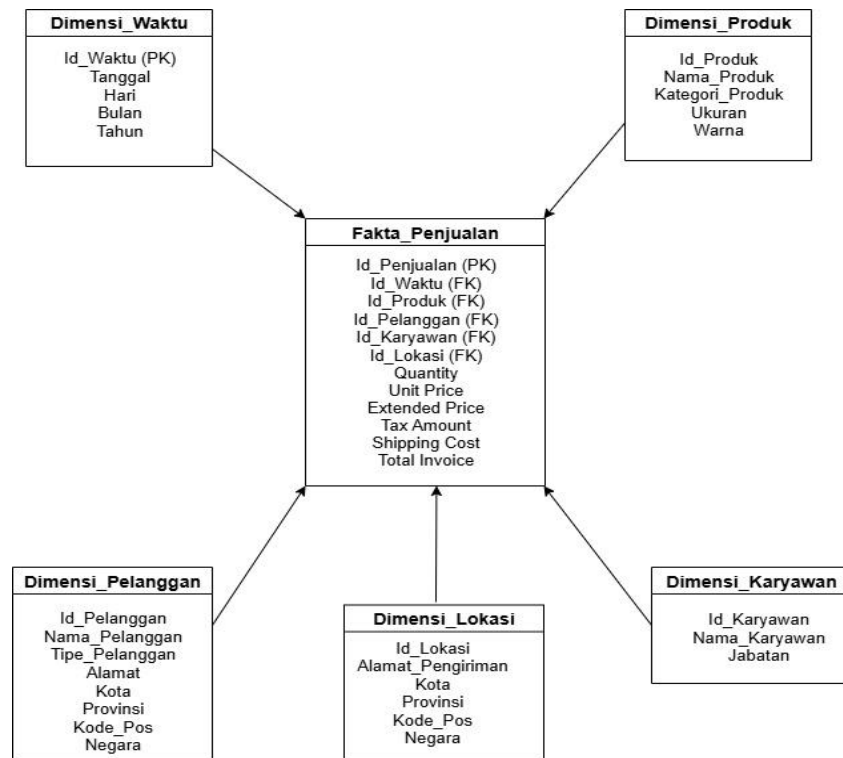 Dimensi_Waktu
Id_Waktu (PK)
Tanggal
Hari
Bulan
Tahun
Dimensi_Produk
Id_Produk
Nama_Produk
Kategori_Produk
Ukuran
Warna
Fakta_Penjualan
Id_Penjualan (PK)
Id_Waktu (FK)
Id_Produk (FK)
Id_Pelanggan (FK)
Id_Karyawan (FK)
Id_Lokasi (FK)
Quantity
Unit Price
Extended Price
Tax Amount
Shipping Cost
Total Invoice
Dimensi_Pelanggan
Id_Pelanggan
Nama_Pelanggan
Tipe_Pelanggan
Alamat
Kota
Provinsi
Kode_Pos
Negara
Dimensi_Lokasi
Id_Lokasi
Alamat_Pengiriman
Kota
Provinsi
Kode_Pos
Negara
Dimensi_Karyawan
Id_Karyawan
Nama_Karyawan
Jabatan